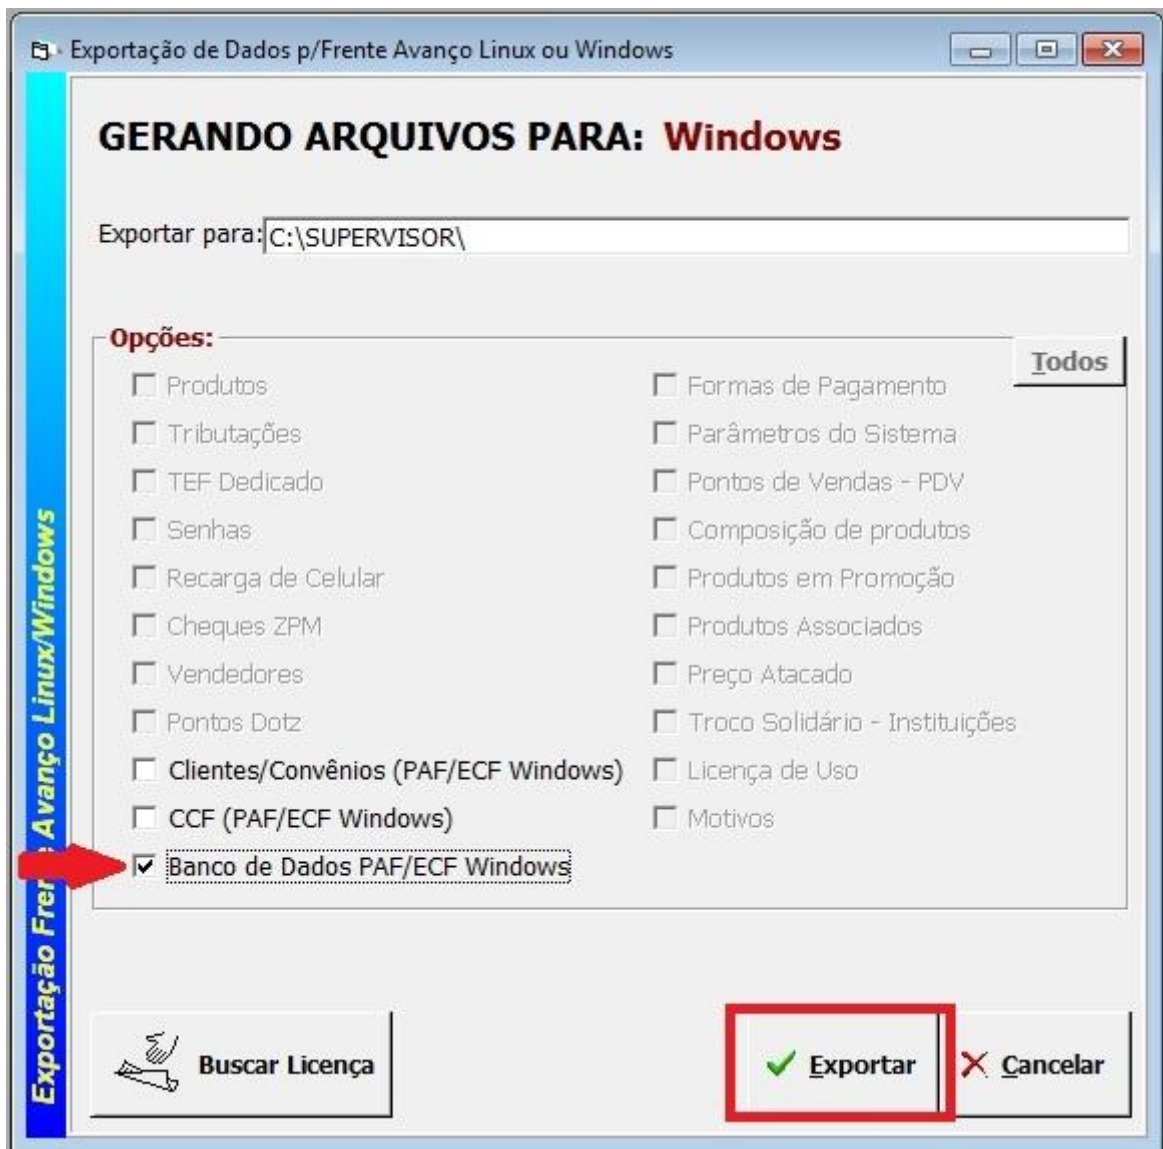 Exportação de Dados p/Frente Avanço Linux ou Windows
GERANDO ARQUIVOS PARA: Windows
Exportar para: C:\SUPERVISOR\
Opções:
Todos
Produtos
Formas de Pagamento
Tributações
Parâmetros do Sistema
TEF Dedicado
Pontos de Vendas - PDV
Senhas
Composição de produtos
Recarga de Celular
Produtos em Promoção
Cheques ZPM
Produtos Associados
Vendedores
Preço Atacado
Pontos Dotz
Troco Solidário - Instituições
Clientes/Convênios (PAF/ECF Windows)
Licença de Uso
CCF (PAF/ECF Windows)
Motivos
Banco de Dados PAF/ECF Windows
Buscar Licença
Exportar
Cancelar
Exportação Fre Avanço Linux/Windows